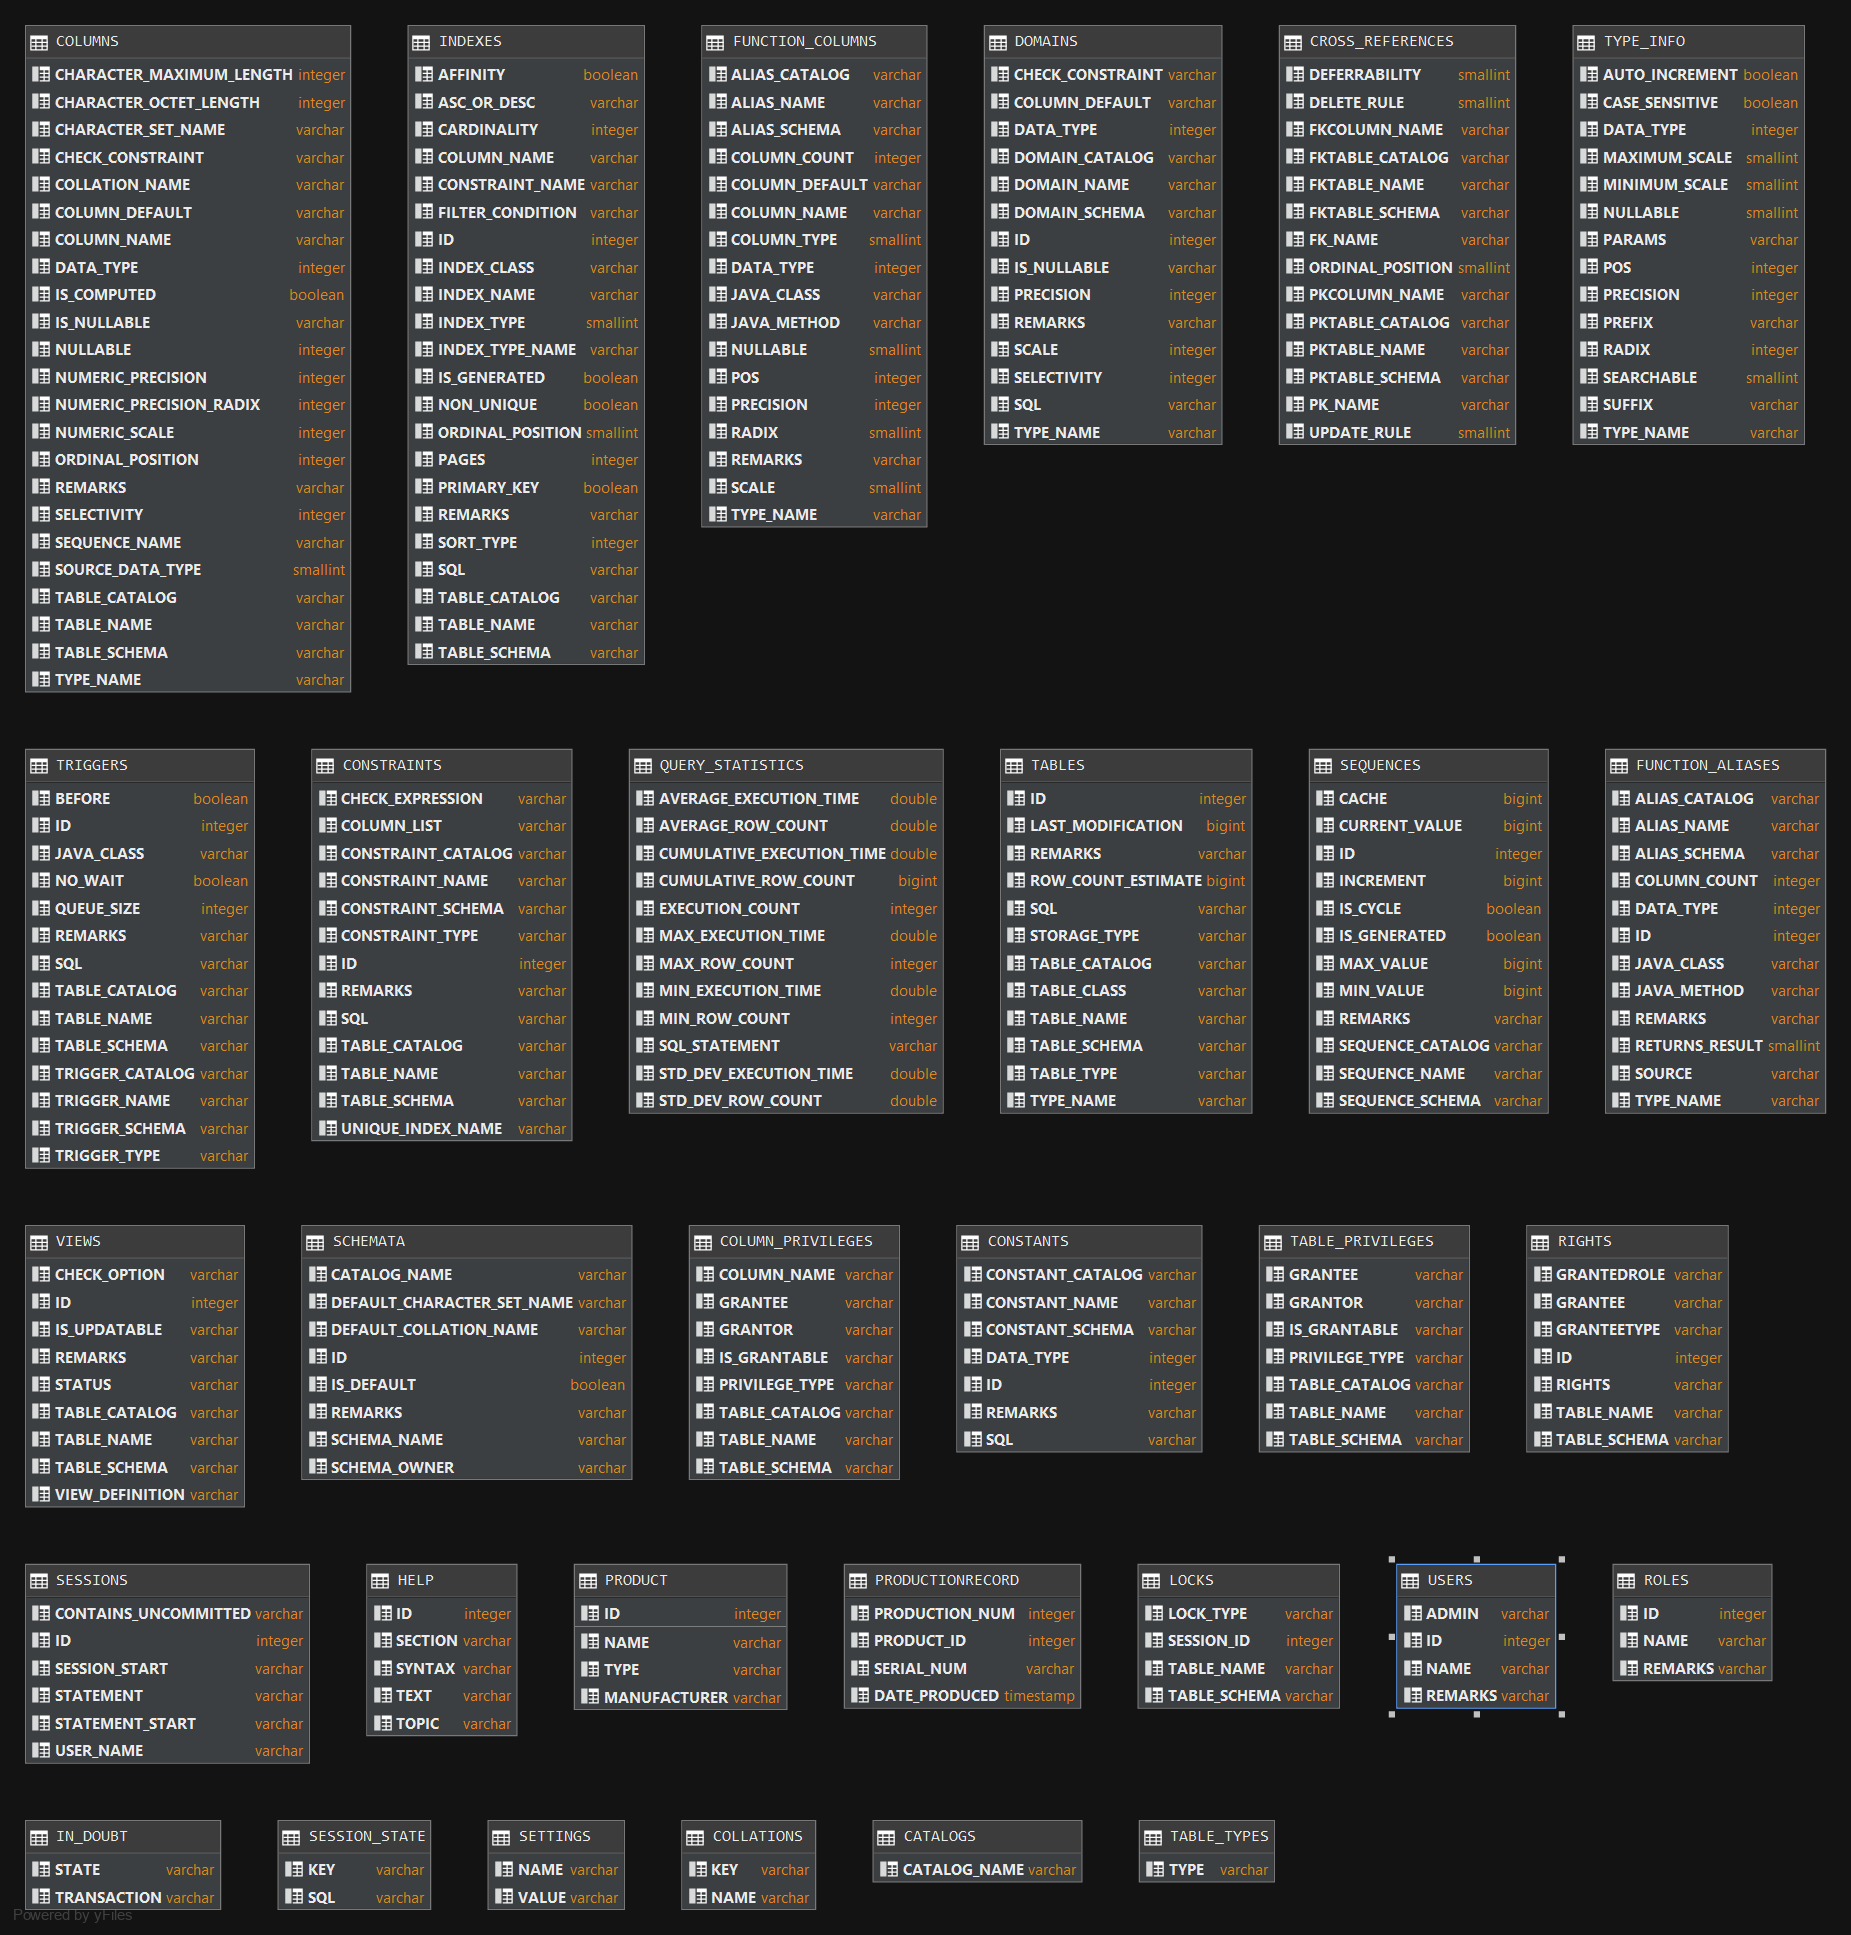 COLUMNS
CHARACTER_MAXIMUM_LENGTH integer
CHARACTER_OCTET_LENGTH integer
CHARACTER_SET_NAME varchar
CHECK_CONSTRAINT varchar
COLLATION_NAME varchar
COLUMN_DEFAULT varchar
COLUMN_NAME varchar
DATA_TYPE integer
IS_COMPUTED boolean
IS_NULLABLE varchar
NULLABLE integer
NUMERIC_PRECISION integer
NUMERIC_PRECISION_RADIX integer
NUMERIC_SCALE integer
ORDINAL_POSITION integer
REMARKS varchar
SELECTIVITY integer
SEQUENCE_NAME varchar
SOURCE_DATA_TYPE smallint
TABLE_CATALOG varchar
TABLE_NAME varchar
TABLE_SCHEMA varchar
TYPE_NAME varchar
INDEXES
AFFINITY boolean
ASC_OR_DESC varchar
CARDINALITY integer
COLUMN_NAME varchar
CONSTRAINT_NAME varchar
FILTER_CONDITION varchar
ID integer
INDEX_CLASS varchar
INDEX_NAME varchar
INDEX_TYPE smallint
INDEX_TYPE_NAME varchar
IS_GENERATED boolean
NON_UNIQUE boolean
ORDINAL_POSITION smallint
PAGES integer
PRIMARY_KEY boolean
REMARKS varchar
SORT_TYPE integer
SQL varchar
TABLE_CATALOG varchar
TABLE_NAME varchar
TABLE_SCHEMA varchar
FUNCTION_COLUMNS
ALIAS_CATALOG varchar
ALIAS_NAME varchar
ALIAS_SCHEMA varchar
COLUMN_COUNT integer
COLUMN_DEFAULT varchar
COLUMN_NAME varchar
COLUMN_TYPE smallint
DATA_TYPE integer
JAVA_CLASS varchar
JAVA_METHOD varchar
NULLABLE smallint
POS integer
PRECISION integer
RADIX smallint
REMARKS varchar
SCALE smallint
TYPE_NAME varchar
DOMAINS
CHECK_CONSTRAINT varchar
COLUMN_DEFAULT varchar
DATA_TYPE integer
DOMAIN_CATALOG varchar
DOMAIN_NAME varchar
DOMAIN_SCHEMA varchar
ID integer
IS_NULLABLE varchar
PRECISION integer
REMARKS varchar
SCALE integer
SELECTIVITY integer
SQL varchar
TYPE_NAME varchar
CROSS_REFERENCES
DEFERRABILITY smallint
DELETE_RULE smallint
FKCOLUMN_NAME varchar
FKTABLE_CATALOG varchar
FKTABLE_NAME varchar
FKTABLE_SCHEMA varchar
FK_NAME varchar
ORDINAL_POSITION smallint
PKCOLUMN_NAME varchar
PKTABLE_CATALOG varchar
PKTABLE_NAME varchar
PKTABLE_SCHEMA varchar
PK_NAME varchar
UPDATE_RULE smallint
TYPE_INFO
AUTO_INCREMENT boolean
CASE_SENSITIVE boolean
DATA_TYPE integer
MAXIMUM_SCALE smallint
MINIMUM_SCALE smallint
NULLABLE smallint
PARAMS varchar
POS integer
PRECISION integer
PREFIX varchar
RADIX integer
SEARCHABLE smallint
SUFFIX varchar
TYPE_NAME varchar
TRIGGERS
BEFORE boolean
ID integer
JAVA_CLASS varchar
NO_WAIT boolean
QUEUE_SIZE integer
REMARKS varchar
SQL varchar
TABLE_CATALOG varchar
TABLE_NAME varchar
TABLE_SCHEMA varchar
TRIGGER_CATALOG varchar
TRIGGER_NAME varchar
TRIGGER_SCHEMA varchar
TRIGGER_TYPE varchar
CONSTRAINTS
CHECK_EXPRESSION varchar
COLUMN_LIST varchar
CONSTRAINT_CATALOG varchar
CONSTRAINT_NAME varchar
CONSTRAINT_SCHEMA varchar
CONSTRAINT_TYPE varchar
ID integer
REMARKS varchar
SQL varchar
TABLE_CATALOG varchar
TABLE_NAME varchar
TABLE_SCHEMA varchar
UNIQUE_INDEX_NAME varchar
QUERY_STATISTICS
AVERAGE_EXECUTION_TIME double
AVERAGE_ROW_COUNT double
CUMULATIVE_EXECUTION_TIME double
CUMULATIVE_ROW_COUNT bigint
EXECUTION_COUNT integer
MAX_EXECUTION_TIME double
MAX_ROW_COUNT integer
MIN_EXECUTION_TIME double
MIN_ROW_COUNT integer
SQL_STATEMENT varchar
STD_DEV_EXECUTION_TIME double
STD_DEV_ROW_COUNT double
TABLES
ID integer
LAST_MODIFICATION bigint
REMARKS varchar
ROW_COUNT_ESTIMATE bigint
SQL varchar
STORAGE_TYPE varchar
TABLE_CATALOG varchar
TABLE_CLASS varchar
TABLE_NAME varchar
TABLE_SCHEMA varchar
TABLE_TYPE varchar
TYPE_NAME varchar
SEQUENCES
CACHE bigint
CURRENT_VALUE bigint
ID integer
INCREMENT bigint
IS_CYCLE boolean
IS_GENERATED boolean
MAX_VALUE bigint
MIN_VALUE bigint
REMARKS varchar
SEQUENCE_CATALOG varchar
SEQUENCE_NAME varchar
SEQUENCE_SCHEMA varchar
FUNCTION_ALIASES
ALIAS_CATALOG varchar
ALIAS_NAME varchar
ALIAS_SCHEMA varchar
COLUMN_COUNT integer
DATA_TYPE integer
ID integer
JAVA_CLASS varchar
JAVA_METHOD varchar
REMARKS varchar
RETURNS_RESULT smallint
SOURCE varchar
TYPE_NAME varchar
VIEWS
CHECK_OPTION varchar
ID integer
IS_UPDATABLE varchar
REMARKS varchar
STATUS varchar
TABLE_CATALOG varchar
TABLE_NAME varchar
TABLE_SCHEMA varchar
VIEW_DEFINITION varchar
SCHEMATA
CATALOG_NAME varchar
DEFAULT_CHARACTER_SET_NAME varchar
DEFAULT_COLLATION_NAME varchar
ID integer
IS_DEFAULT boolean
REMARKS varchar
SCHEMA_NAME varchar
SCHEMA_OWNER varchar
COLUMN_PRIVILEGES
COLUMN_NAME varchar
GRANTEE varchar
GRANTOR varchar
IS_GRANTABLE varchar
PRIVILEGE_TYPE varchar
TABLE_CATALOG varchar
TABLE_NAME varchar
TABLE_SCHEMA varchar
CONSTANTS
CONSTANT_CATALOG varchar
CONSTANT_NAME varchar
CONSTANT_SCHEMA varchar
DATA_TYPE integer
ID integer
REMARKS varchar
SQL varchar
TABLE_PRIVILEGES
GRANTEE varchar
GRANTOR varchar
IS_GRANTABLE varchar
PRIVILEGE_TYPE varchar
TABLE_CATALOG varchar
TABLE_NAME varchar
TABLE_SCHEMA varchar
RIGHTS
GRANTEDROLE varchar
GRANTEE varchar
GRANTEETYPE varchar
ID integer
RIGHTS varchar
TABLE_NAME varchar
TABLE_SCHEMA varchar
SESSIONS
CONTAINS_UNCOMMITTED varchar
ID integer
SESSION_START varchar
STATEMENT varchar
STATEMENT_START varchar
USER_NAME varchar
HELP
ID integer
SECTION varchar
SYNTAX varchar
TEXT varchar
TOPIC varchar
PRODUCT
ID integer
NAME varchar
TYPE varchar
MANUFACTURER varchar
PRODUCTIONRECORD
PRODUCTION_NUM integer
PRODUCT_ID integer
SERIAL_NUM varchar
DATE_PRODUCED timestamp
LOCKS
LOCK_TYPE varchar
SESSION_ID integer
TABLE_NAME varchar
TABLE_SCHEMA varchar
USERS
ADMIN varchar
ID integer
NAME varchar
REMARKS varchar
ROLES
ID integer
NAME varchar
REMARKS varchar
IN_DOUBT
STATE varchar
TRANSACTION varchar
SESSION_STATE
KEY varchar
SQL varchar
SETTINGS
NAME varchar
VALUE varchar
COLLATIONS
KEY varchar
NAME varchar
CATALOGS
CATALOG_NAME varchar
TABLE_TYPES
TYPE varchar
Powered by yFiles